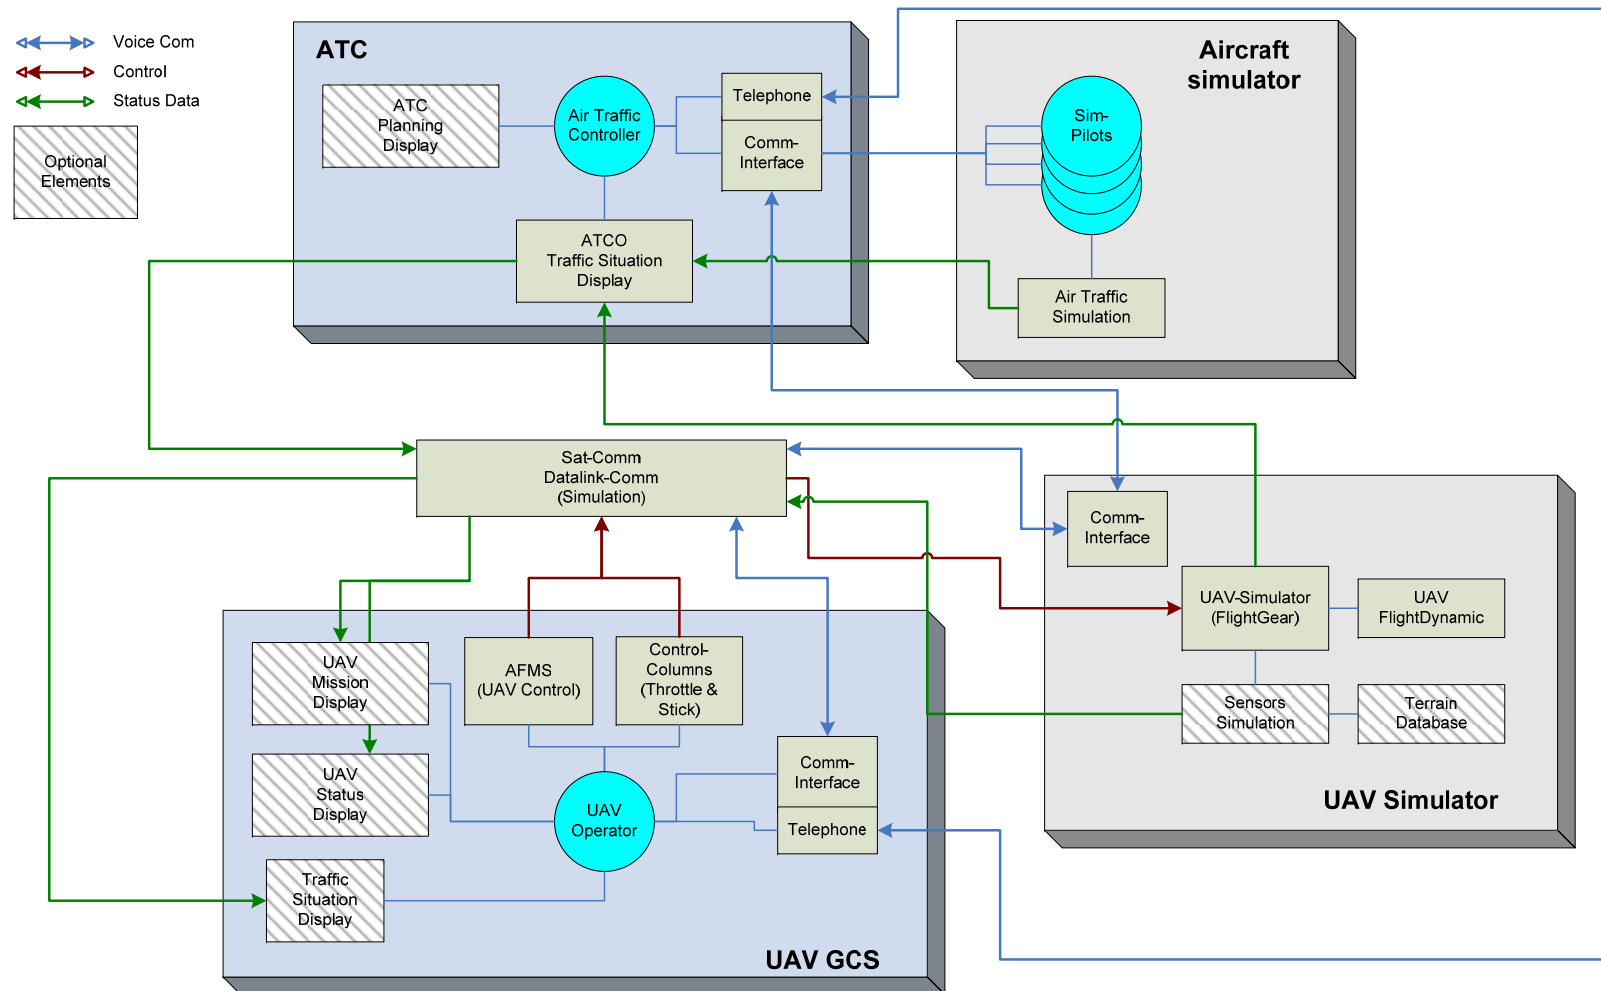 Voice Com
Control
Status Data
Optional
Elements
ATC
ATC
Planning
Display
Air Traffic
Controller
Telephone
Comm-
Interface
ATCO
Traffic Situation
Display
Aircraft
simulator
Sim-
Pilots
Air Traffic
Simulation
Sat-Comm
Datalink-Comm
(Simulation)
Comm-
Interface
UAV-Simulator
(FlightGear)
UAV
FlightDynamic
Sensors
Simulation
Terrain
Database
UAV Simulator
UAV
Mission
Display
AFMS
(UAV Control)
Control-
Columns
(Throttle &
Stick)
UAV
Status
Display
UAV
Operator
Comm-
Interface
Telephone
Traffic
Situation
Display
UAV GCS